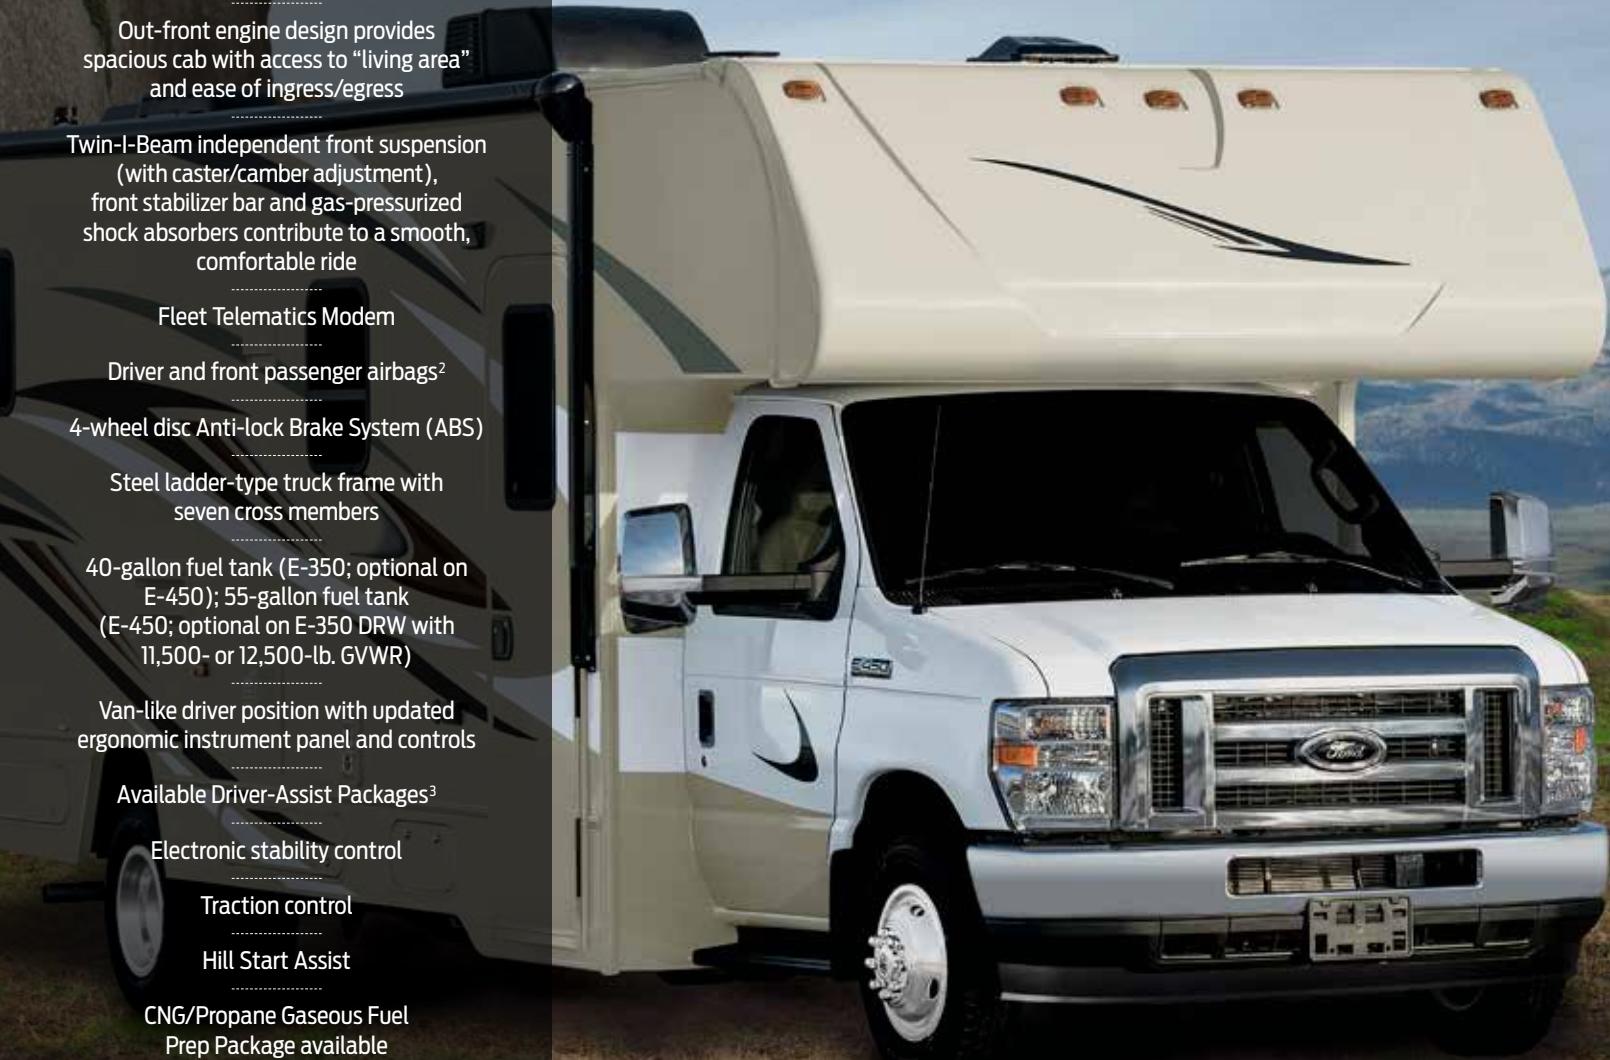 Out-front engine design provides
spacious cab with access to “living area”
and ease of ingress/egress
Twin-I-Beam independent front suspension
(with caster/camber adjustment),
front stabilizer bar and gas-pressurized
shock absorbers contribute to a smooth,
comfortable ride
Fleet Telematics Modem
Driver and front passenger airbags²
4-wheel disc Anti-lock Brake System (ABS)
Steel ladder-type truck frame with
seven cross members
40-gallon fuel tank (E-350; optional on
E-450); 55-gallon fuel tank
(E-450; optional on E-350 DRW with
11,500- or 12,500-lb. GVWR)
Van-like driver position with updated
ergonomic instrument panel and controls
Available Driver-Assist Packages³
Electronic stability control
Traction control
Hill Start Assist
CNG/Propane Gaseous Fuel
Prep Package available
E-450
Ford